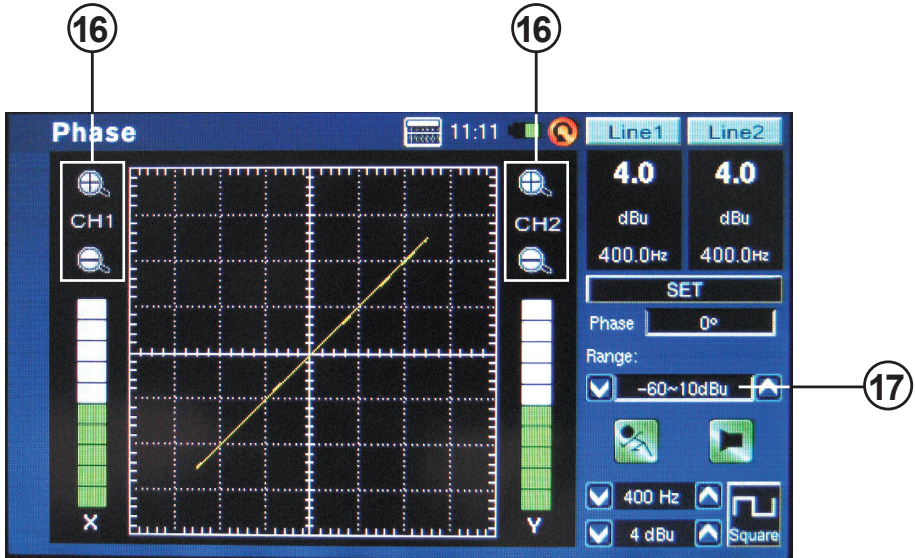 16
16
Phase
11:11
Line1
Line2
4.0
4.0
dBu
dBu
400.0Hz
400.0Hz
CH1
CH2
SET
Phase
0°
Range:
-60~10dBu
17
400 Hz
4 dBu
Square
X
Y